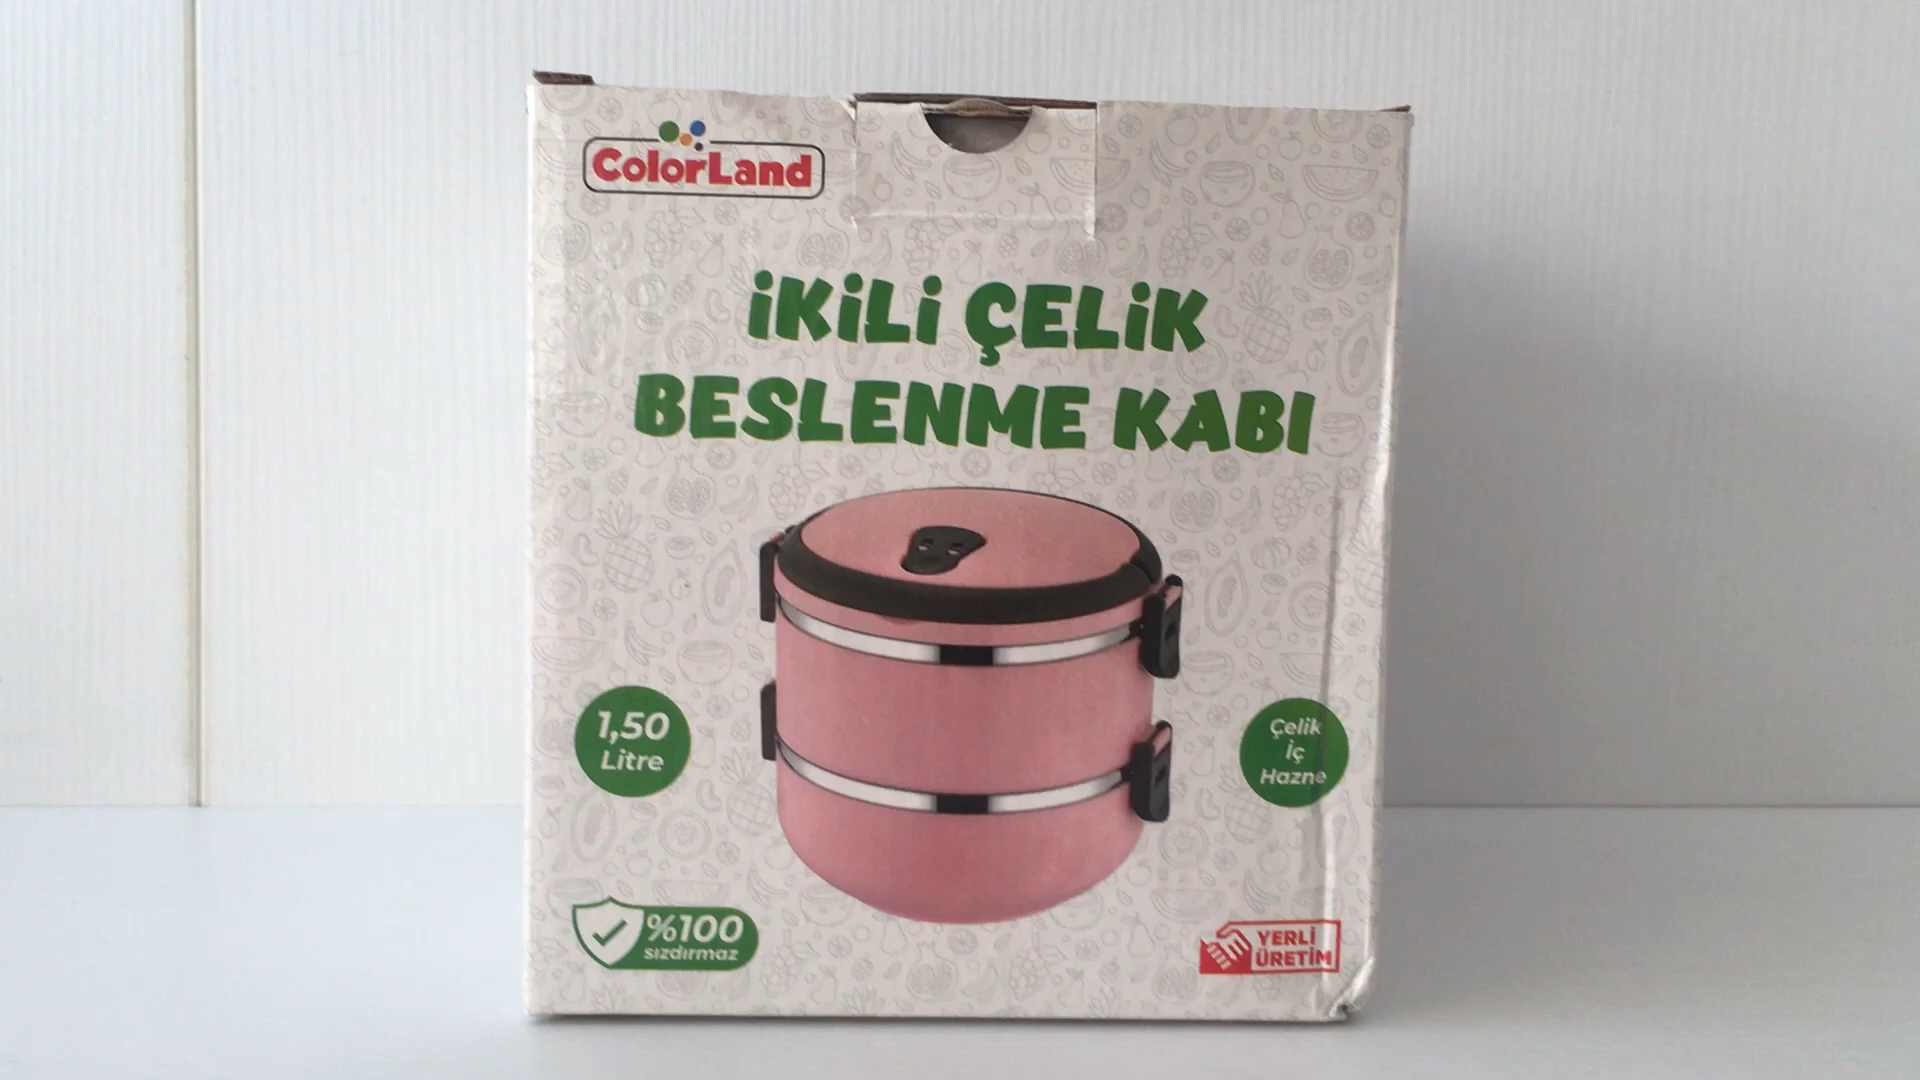 ColorLand
İKİLİ ÇELİK
BESLENME KABI
1,50
Litre
Çelik
İç
Hazne
%100
sızdırmaz
YERLİ
ÜRETİM